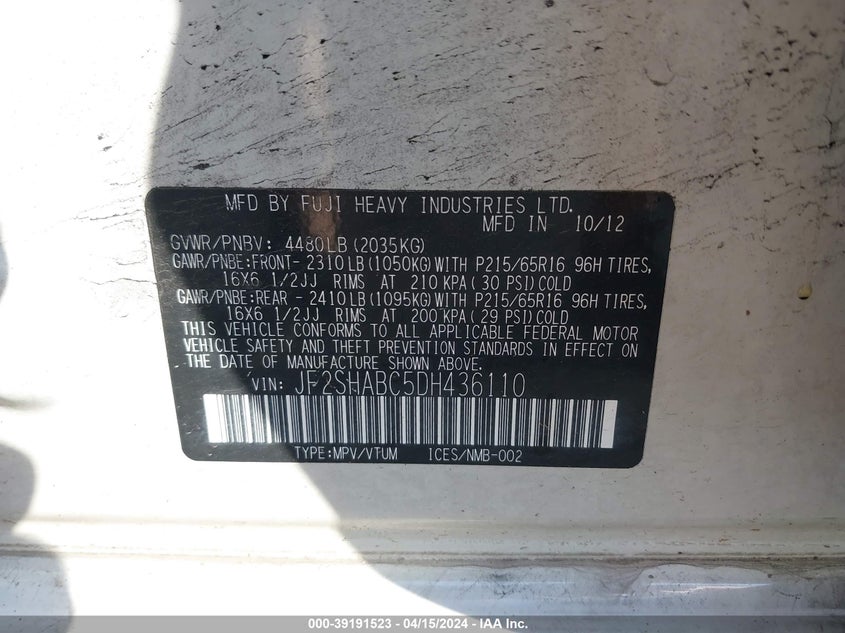 MFD BY FUJI HEAVY INDUSTRIES LTD.
MFD IN 10/12
GVWR/PNBV: 4480LB(2035KG)
GAWR/PNBE:FRONT- 2310LB(1050KG)WITH P215/65R16 96H TIRES,
16X6 1/2JJ RIMS AT 210 KPA(30 PSI)COLD
GAWR/PNBE:REAR - 2410LB(1095KG)WITH P215/65R16 96H TIRES,
16X6 1/2JJ RIMS AT 200 KPA(29 PSI)COLD
THIS VEHICLE CONFORMS TO ALL APPLICABLE FEDERAL MOTOR
VEHICLE SAFETY AND THEFT PREVENTION STANDARDS IN EFFECT ON
THE DATE OF MANUFACTURE SHOWN ABOVE.
VIN: JF2SHABC5DH436110
TYPE:MPV/VTUM ICES/NMB-002
000-39191523 - 04/15/2024 - IAA Inc.